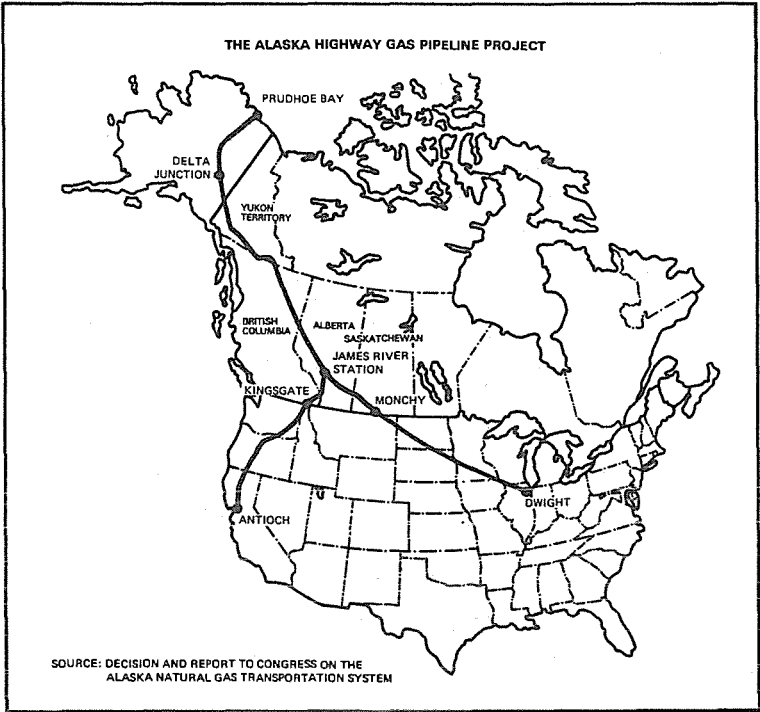 THE ALASKA HIGHWAY GAS PIPELINE PROJECT
PRUDHOE BAY
DELTA
JUNCTION
YUKON
TERRITORY
BRITISH
COLUMBIA
ALBERTA
SASKATCHEWAN
JAMES RIVER
STATION
KINGSGATE
MONCHY
DWIGHT
ANTIOCH
SOURCE: DECISION AND REPORT TO CONGRESS ON THE
ALASKA NATURAL GAS TRANSPORTATION SYSTEM